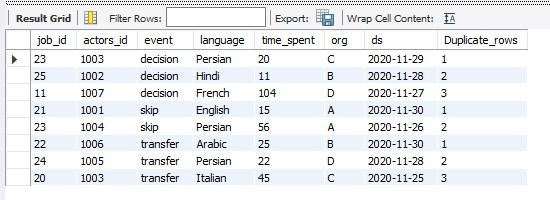 Result Grid Filter Rows: Export: Wrap Cell Content: IA
job_id actors_id event language time_spent org ds Duplicate_rows
23 1003 decision Persian 20 C 2020-11-29 1
25 1002 decision Hindi 11 B 2020-11-28 2
11 1007 decision French 104 D 2020-11-27 3
21 1001 skip English 15 A 2020-11-30 1
23 1004 skip Persian 56 A 2020-11-26 2
22 1006 transfer Arabic 25 B 2020-11-30 1
24 1005 transfer Persian 22 D 2020-11-28 2
20 1003 transfer Italian 45 C 2020-11-25 3